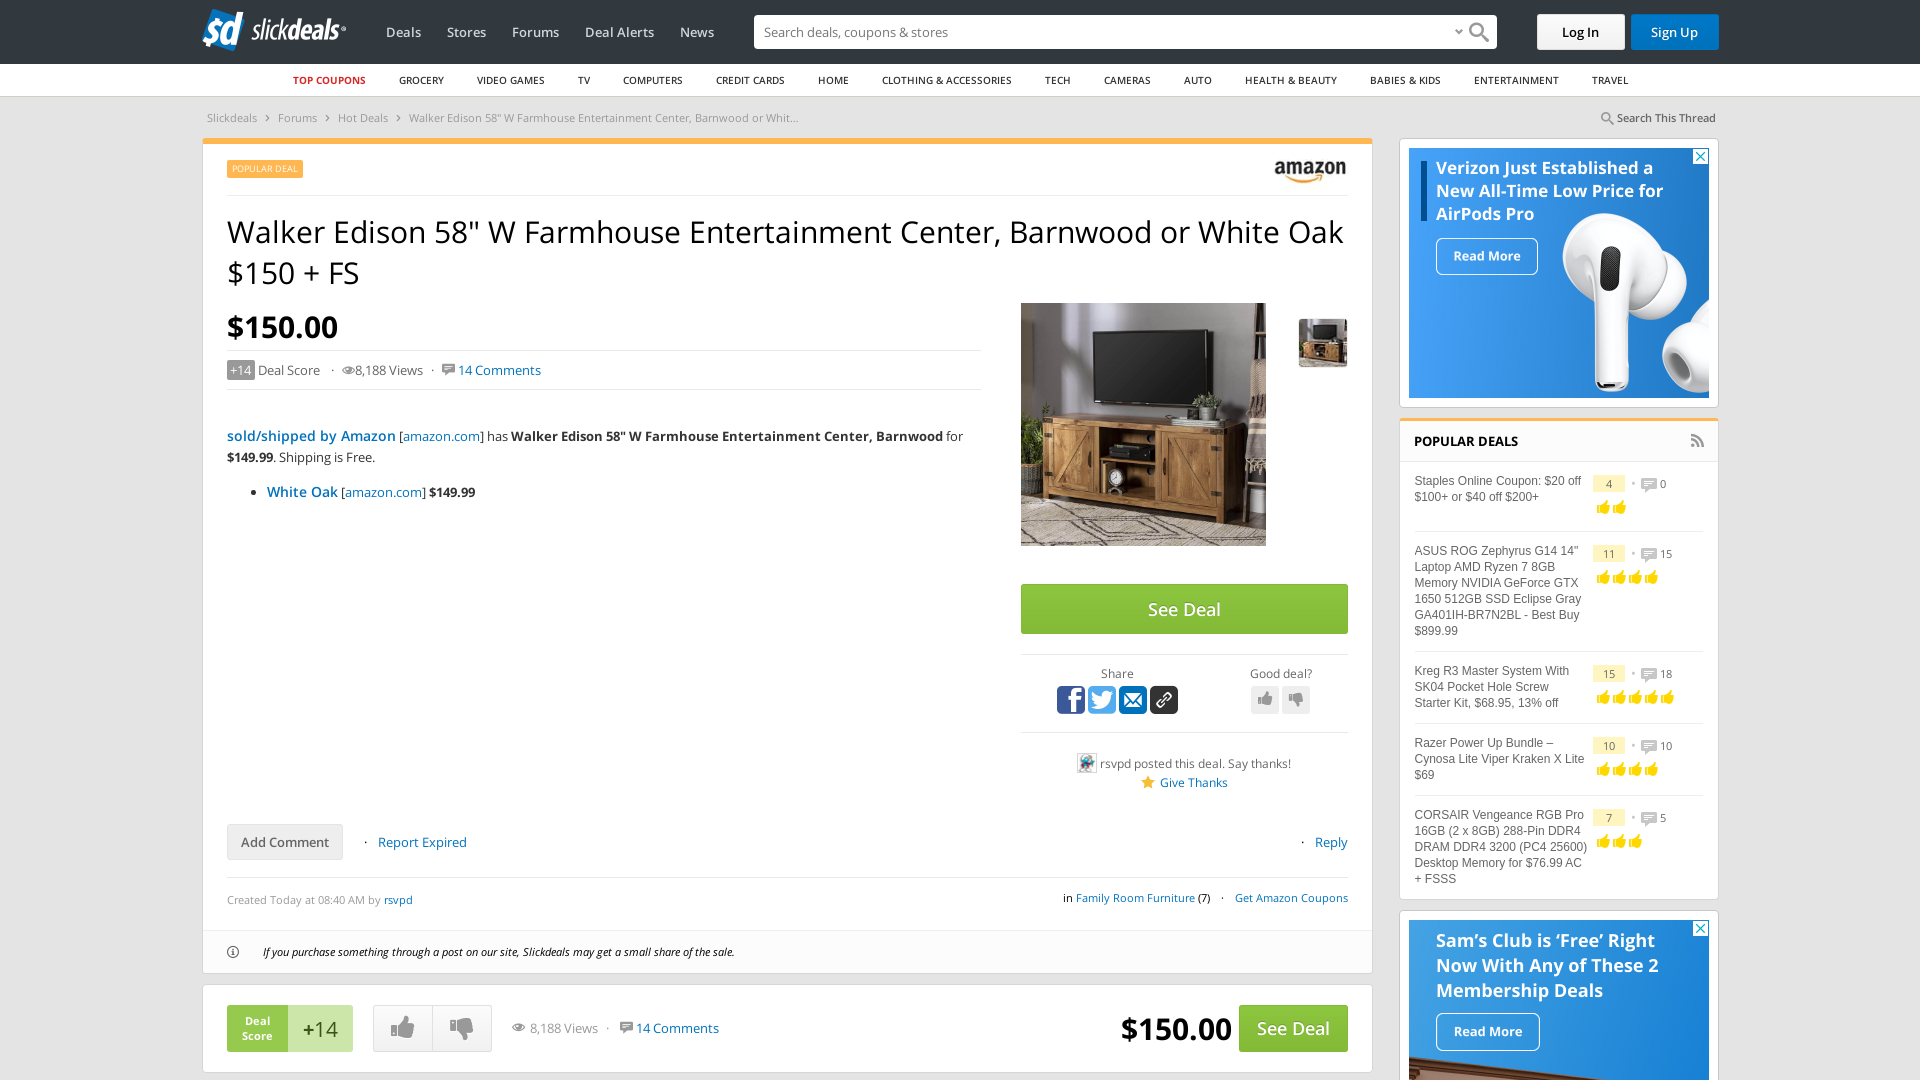 slickdeals
Deals
Stores
Forums
Deal Alerts
News
Search deals, coupons & stores
Log In
Sign Up
TOP COUPONS
GROCERY
VIDEO GAMES
TV
COMPUTERS
CREDIT CARDS
HOME
CLOTHING & ACCESSORIES
TECH
CAMERAS
AUTO
HEALTH & BEAUTY
BABIES & KIDS
ENTERTAINMENT
TRAVEL
Slickdeals › Forums › Hot Deals › Walker Edison 58" W Farmhouse Entertainment Center, Barnwood or Whit...
Search This Thread
POPULAR DEAL
amazon
Walker Edison 58" W Farmhouse Entertainment Center, Barnwood or White Oak
$150 + FS
$150.00
+14 Deal Score · 8,188 Views · 14 Comments
sold/shipped by Amazon [amazon.com] has Walker Edison 58" W Farmhouse Entertainment Center, Barnwood for
$149.99. Shipping is Free.
• White Oak [amazon.com] $149.99
See Deal
Share
Good deal?
rsvpd posted this deal. Say thanks!
Give Thanks
Add Comment
· Report Expired
· Reply
Created Today at 08:40 AM by rsvpd
in Family Room Furniture (7) · Get Amazon Coupons
If you purchase something through a post on our site, Slickdeals may get a small share of the sale.
Deal
Score
+14
8,188 Views · 14 Comments
$150.00
See Deal
Verizon Just Established a
New All-Time Low Price for
AirPods Pro
Read More
POPULAR DEALS
Staples Online Coupon: $20 off
$100+ or $40 off $200+
4 • 0
ASUS ROG Zephyrus G14 14"
Laptop AMD Ryzen 7 8GB
Memory NVIDIA GeForce GTX
1650 512GB SSD Eclipse Gray
GA401IH-BR7N2BL - Best Buy
$899.99
11 • 15
Kreg R3 Master System With
SK04 Pocket Hole Screw
Starter Kit, $68.95, 13% off
15 • 18
Razer Power Up Bundle –
Cynosa Lite Viper Kraken X Lite
$69
10 • 10
CORSAIR Vengeance RGB Pro
16GB (2 x 8GB) 288-Pin DDR4
DRAM DDR4 3200 (PC4 25600)
Desktop Memory for $76.99 AC
+ FSSS
7 • 5
Sam's Club is ‘Free’ Right
Now With Any of These 2
Membership Deals
Read More